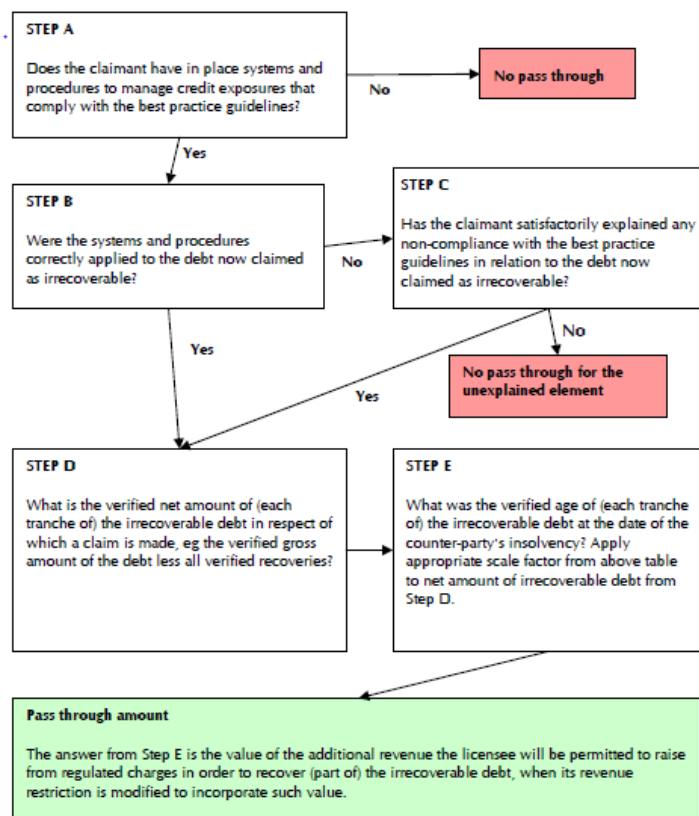 STEP A
Does the claimant have in place systems and
procedures to manage credit exposures that
comply with the best practice guidelines?
No
No pass through
Yes
STEP B
Were the systems and procedures
correctly applied to the debt now claimed
as irrecoverable?
No
STEP C
Has the claimant satisfactorily explained any
non-compliance with the best practice
guidelines in relation to the debt now
claimed as irrecoverable?
Yes
No
No pass through for the
unexplained element
Yes
STEP D
What is the verified net amount of (each
tranche of) the irrecoverable debt in respect of
which a claim is made, eg the verified gross
amount of the debt less all verified recoveries?
STEP E
What was the verified age of (each tranche
of) the irrecoverable debt at the date of the
counter-party's insolvency? Apply
appropriate scale factor from above table
to net amount of irrecoverable debt from
Step D.
Pass through amount
The answer from Step E is the value of the additional revenue the licensee will be permitted to raise
from regulated charges in order to recover (part of) the irrecoverable debt, when its revenue
restriction is modified to incorporate such value.